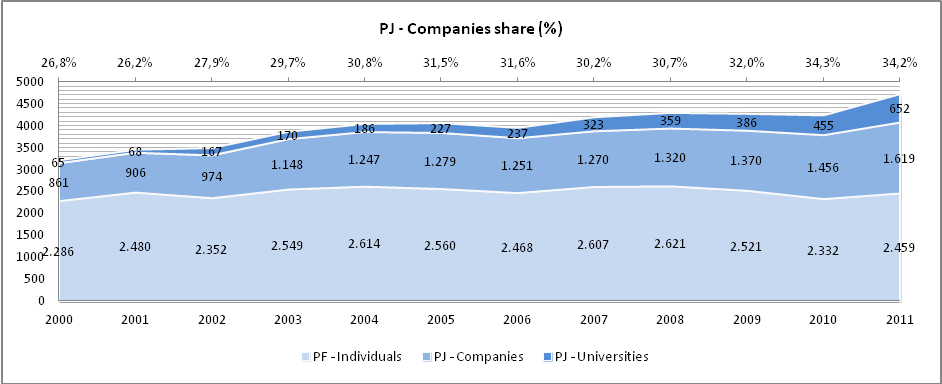 PJ - Companies share (%)
26,8% 26,2% 27,9% 29,7% 30,8% 31,5% 31,6% 30,2% 30,7% 32,0% 34,3% 34,2%
5000
4500
4000
3500
3000
2500
2000
1500
1000
500
0
65 68 167 170 186 227 237 323 359 386 455 652
861 906 974 1.148 1.247 1.279 1.251 1.270 1.320 1.370 1.456 1.619
2.286 2.480 2.352 2.549 2.614 2.560 2.468 2.607 2.621 2.521 2.332 2.459
2000 2001 2002 2003 2004 2005 2006 2007 2008 2009 2010 2011
PF - Individuals PJ - Companies PJ - Universities